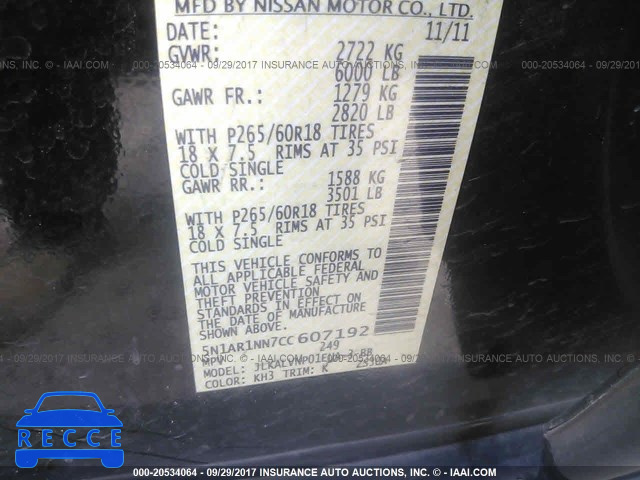 MFD BY NISSAN MOTOR CO., LTD.
DATE: 11/11
GVWR: 2722 KG
6000 LB
GAWR FR.: 1279 KG
2820 LB
WITH P265/60R18 TIRES
18 X 7.5 RIMS AT 35 PSI
COLD SINGLE
GAWR RR.: 1588 KG
3501 LB
WITH P265/60R18 TIRES
18 X 7.5 RIMS AT 35 PSI
COLD SINGLE
THIS VEHICLE CONFORMS TO
ALL APPLICABLE FEDERAL
MOTOR VEHICLE SAFETY AND
THEFT PREVENTION
STANDARDS IN EFFECT ON
THE DATE OF MANUFACTURE
SHOWN ABOVE.
5N1AR1NN7CC607192
MPV 249
MODEL:
COLOR: KH3 TRIM: K
000-20534064 - 09/29/2017 INSURANCE AUTO AUCTIONS, INC. - © IAAI.COM